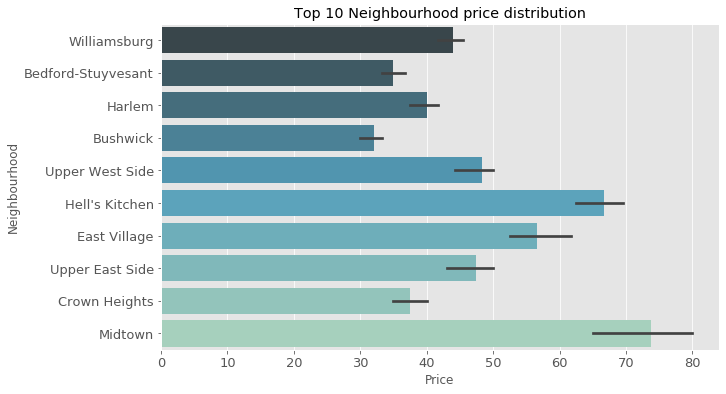 Top 10 Neighbourhood price distribution
Neighbourhood
Williamsburg
Bedford-Stuyvesant
Harlem
Bushwick
Upper West Side
Hell's Kitchen
East Village
Upper East Side
Crown Heights
Midtown
0 10 20 30 40 50 60 70 80
Price